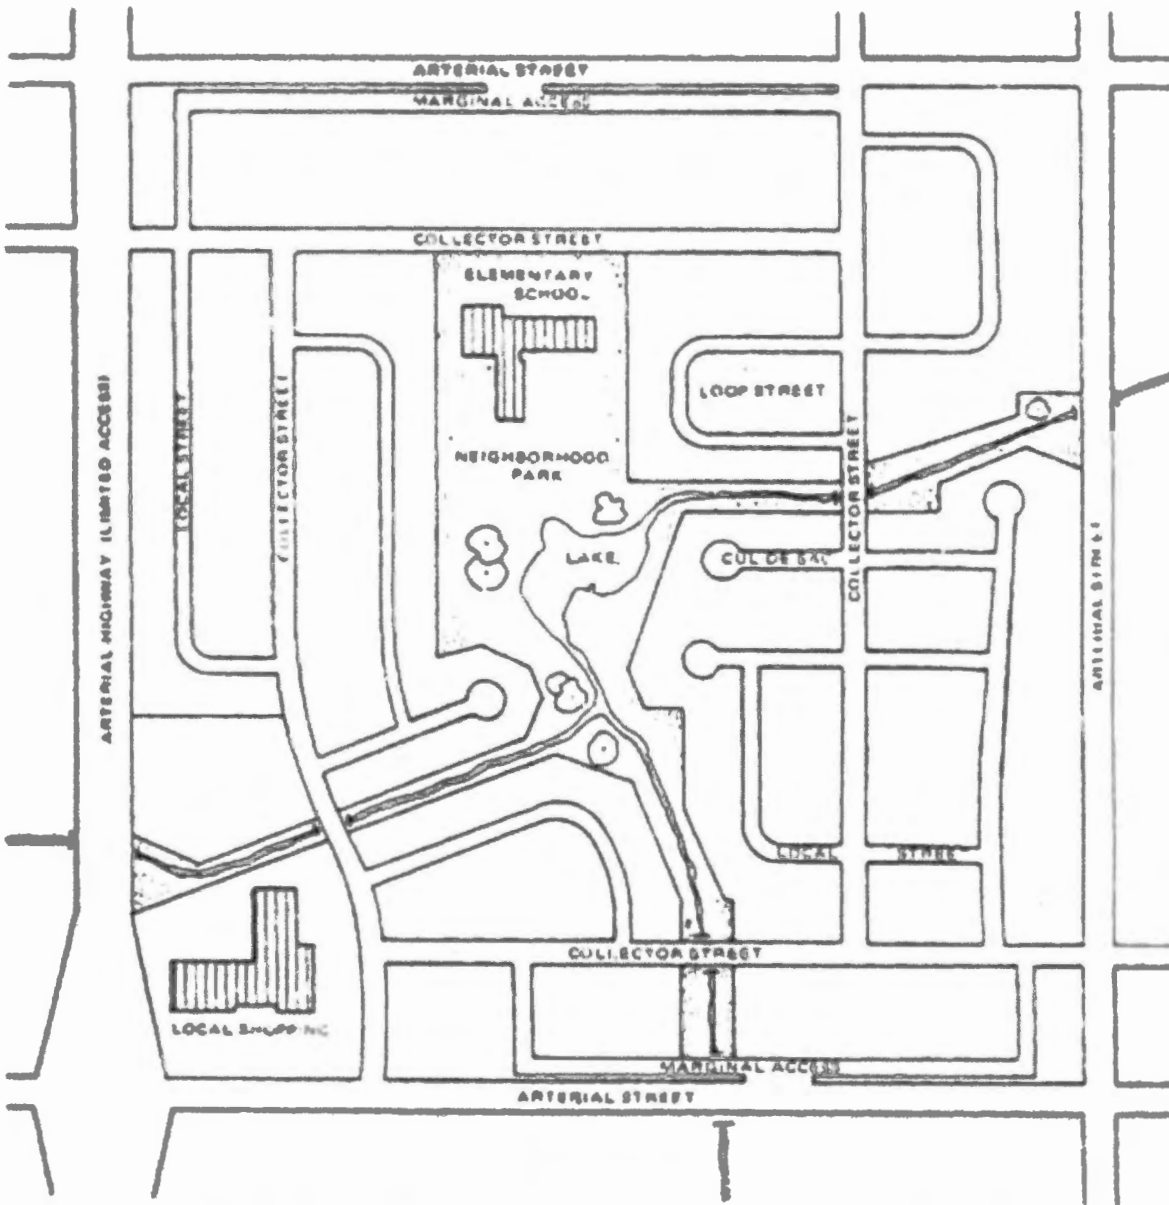 ARTERIAL STREET
MARGINAL ACCESS
COLLECTOR STREET
ELEMENTARY
SCHOOL
LOOP STREET
ARTERIAL HIGHWAY (LIMITED ACCESS)
LOCAL STREET
COLLECTOR STREET
NEIGHBORHOOD
PARK
COLLECTOR STREET
LAKE
CUL DE SAC
ARTERIAL STREET
LOCAL STREET
COLLECTOR STREET
LOCAL SHOPPING
MARGINAL ACCESS
ARTERIAL STREET